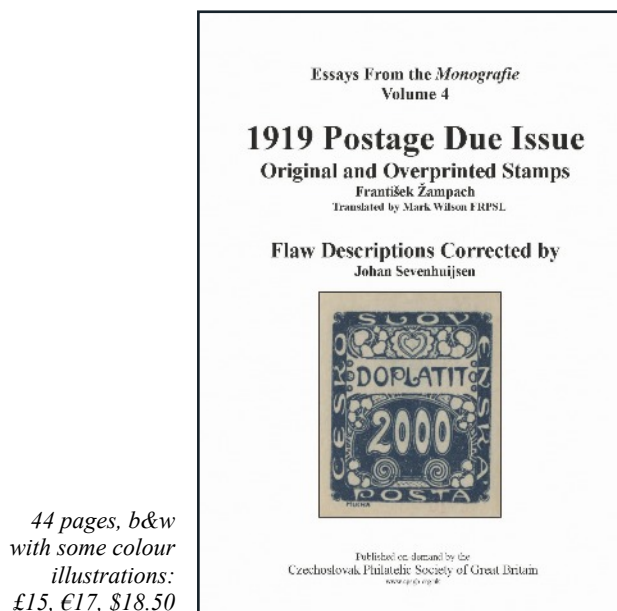 Essays From the Monografie
Volume 4
1919 Postage Due Issue
Original and Overprinted Stamps
František Žampach
Translated by Mark Wilson FRPSL
Flaw Descriptions Corrected by
Johan Sevenhuijsen
ČESKO SLOVENSKÁ
DOPLATIT
2000
POŠTA
MUCHA
Published on demand by the
Czechoslovak Philatelic Society of Great Britain
44 pages, b&w
with some colour
illustrations:
£15, €17, $18.50